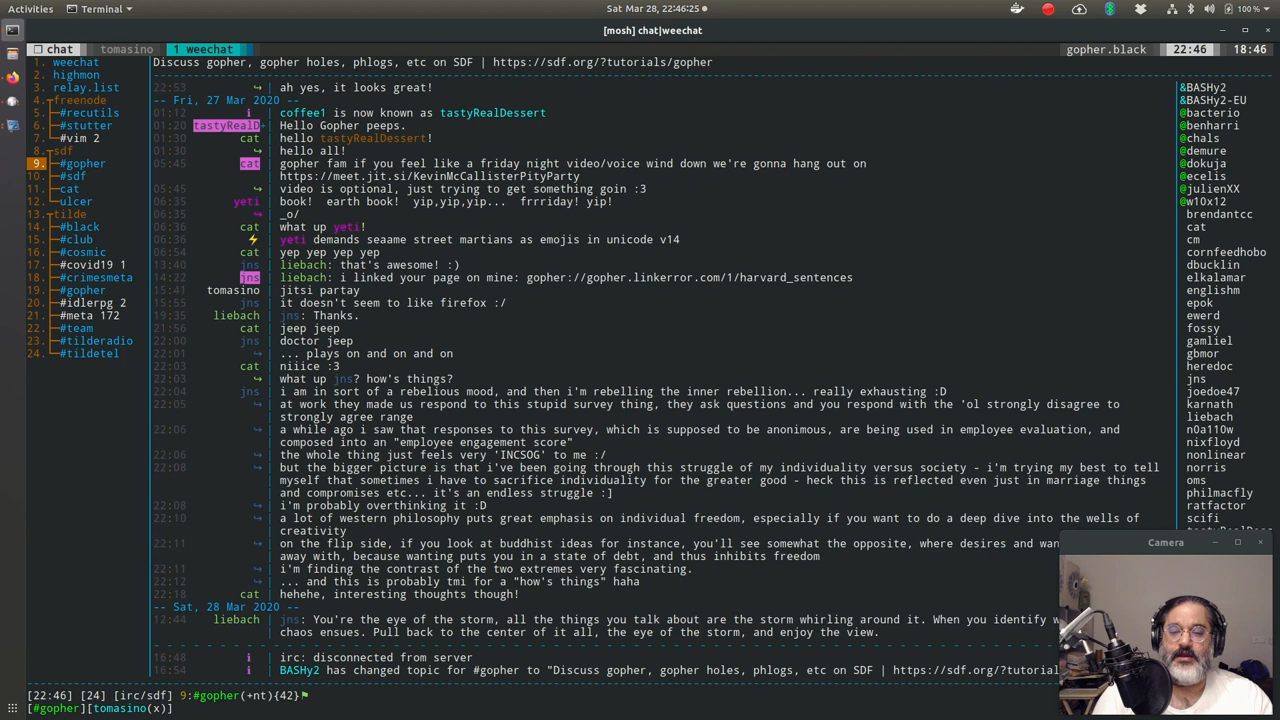 Activities Terminal Sat Mar 28, 22:46:25 100 %
[mosh] chat|weechat
chat tomasino 1 weechat gopher.black 22:46 18:46
1. weechat
2. highmon
3. relay.list
4. freenode
5. #recutils
6. #stutter
7. #vim 2
8. sdf
9. #gopher
10. #sdf
11. cat
12. ulcer
13. tilde
14. #black
15. #club
16. #cosmic
17. #covid19 1
18. #crimesmeta
19. #gopher
20. #idlerpg 2
21. #meta 172
22. #team
23. #tilderadio
24. #tildetel
Discuss gopher, gopher holes, phlogs, etc on SDF | https://sdf.org/?tutorials/gopher
22:53 ah yes, it looks great!
-- Fri, 27 Mar 2020 --
01:12 coffee1 is now known as tastyRealDessert
01:20 tastyRealD+ Hello Gopher peeps.
01:30 cat hello tastyRealDessert!
01:30 hello all!
05:45 cat gopher fam if you feel like a friday night video/voice wind down we're gonna hang out on
https://meet.jit.si/KevinMcCallisterPityParty
05:45 video is optional, just trying to get something goin :3
06:35 yeti book! earth book! yip,yip,yip... frrriday! yip!
06:35 _o/
06:36 cat what up yeti!
06:36 yeti demands seaame street martians as emojis in unicode v14
06:54 cat yep yep yep yep
13:40 jns liebach: that's awesome! :)
14:22 jns liebach: i linked your page on mine: gopher://gopher.linkerror.com/1/harvard_sentences
15:41 tomasino jitsi partay
15:55 jns it doesn't seem to like firefox :/
19:35 liebach jns: Thanks.
21:56 cat jeep jeep
22:00 jns doctor jeep
22:01 ... plays on and on and on
22:03 cat niiice :3
22:03 what up jns? how's things?
22:04 jns i am in sort of a rebelious mood, and then i'm rebelling the inner rebellion... really exhausting :D
22:05 at work they made us respond to this stupid survey thing, they ask questions and you respond with the 'ol strongly disagree to
strongly agree range
22:06 a while ago i saw that responses to this survey, which is supposed to be anonimous, are being used in employee evaluation, and
composed into an "employee engagement score"
22:06 the whole thing just feels very 'INCSOG' to me :/
22:08 but the bigger picture is that i've been going through this struggle of my individuality versus society - i'm trying my best to tell
myself that sometimes i have to sacrifice individuality for the greater good - heck this is reflected even just in marriage things
and compromises etc... it's an endless struggle :]
22:08 i'm probably overthinking it :D
22:10 a lot of western philosophy puts great emphasis on individual freedom, especially if you want to do a deep dive into the wells of
creativity
22:11 on the flip side, if you look at buddhist ideas for instance, you'll see somewhat the opposite, where desires and wan
away with, because wanting puts you in a state of debt, and thus inhibits freedom
22:11 i'm finding the contrast of the two extremes very fascinating.
22:12 ... and this is probably tmi for a "how's things" haha
22:18 cat hehehe, interesting thoughts though!
-- Sat, 28 Mar 2020 --
12:44 liebach jns: You're the eye of the storm, all the things you talk about are the storm whirling around it. When you identify w
chaos ensues. Pull back to the center of it all, the eye of the storm, and enjoy the view.
16:48 irc: disconnected from server
16:54 BASHy2 has changed topic for #gopher to "Discuss gopher, gopher holes, phlogs, etc on SDF | https://sdf.org/?tutorial
&BASHy2
&BASHy2-EU
@bacterio
@benharri
@chals
@demure
@dokuja
@ecelis
@julienXX
@w10x12
brendantcc
cat
cm
cornfeedhobo
dbucklin
elkalamar
englishm
epok
ewerd
fossy
gamliel
gbmor
heredoc
jns
joedoe47
karnath
liebach
n0a110w
nixfloyd
nonlinear
norris
oms
philmacfly
ratfactor
scifi
Camera
[22:46] [24] [irc/sdf] 9:#gopher(+nt){42}
[#gopher][tomasino(x)]